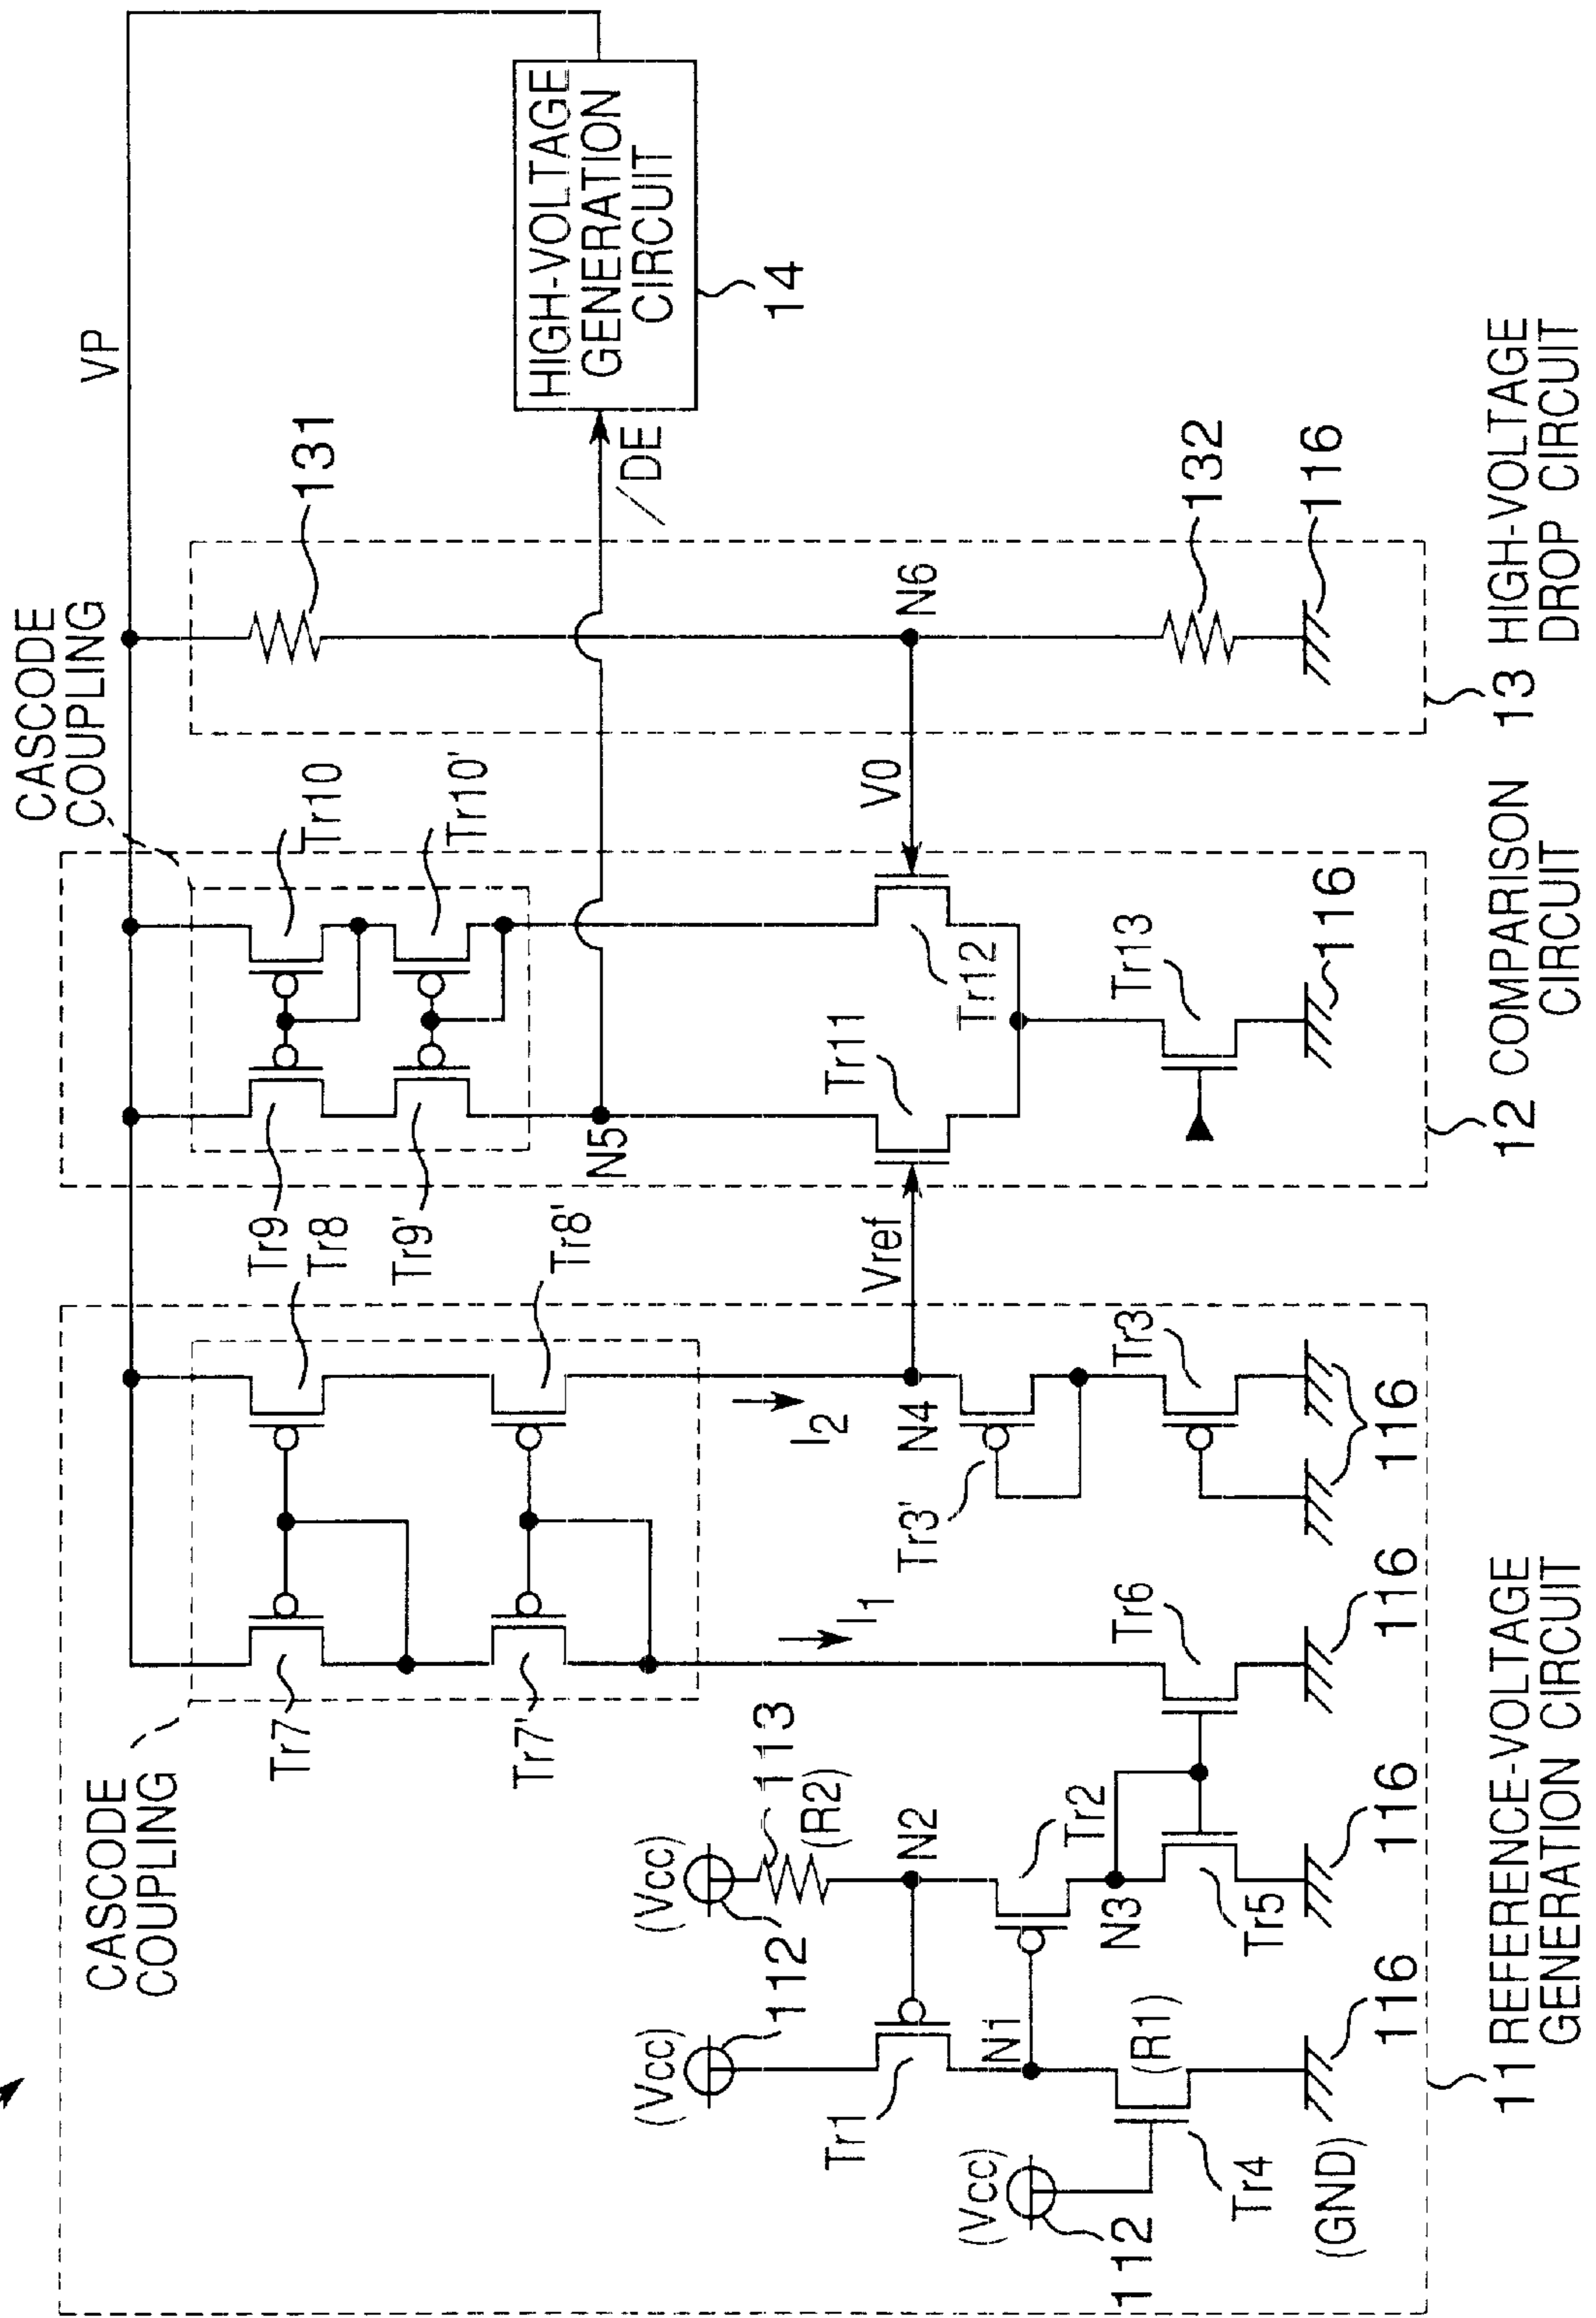 CASCODE
COUPLING
VP
Tr7
Tr7'
Tr8
Tr8'
Tr9
Tr9'
Tr10
Tr10'
CASCODE
COUPLING
131
HIGH-VOLTAGE
GENERATION
CIRCUIT
14
/DE
I1
I2
N5
(Vcc)
112
(Vcc)
112
113
(R2)
N2
Tr1
N1
Tr2
N3
(Vcc)
112
Tr4
(R1)
(GND)
116
Tr5
116
Tr6
116
N4
Vref
Tr3'
Tr3
116
Tr11
Tr12
V0
N6
Tr13
116
132
116
11 REFERENCE-VOLTAGE
GENERATION CIRCUIT
12 COMPARISON
CIRCUIT
13 HIGH-VOLTAGE
DROP CIRCUIT